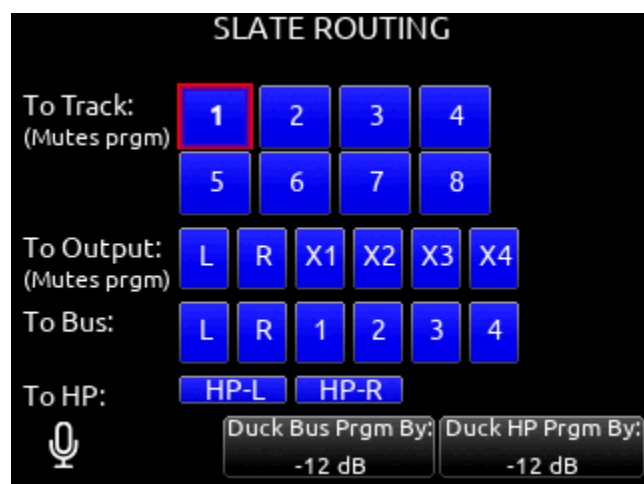 SLATE ROUTING
To Track: 1 2 3 4
(Mutes prgm)
5 6 7 8
To Output: L R X1 X2 X3 X4
(Mutes prgm)
To Bus: L R 1 2 3 4
To HP: HP-L HP-R
Duck Bus Prgm By: Duck HP Prgm By:
-12 dB -12 dB